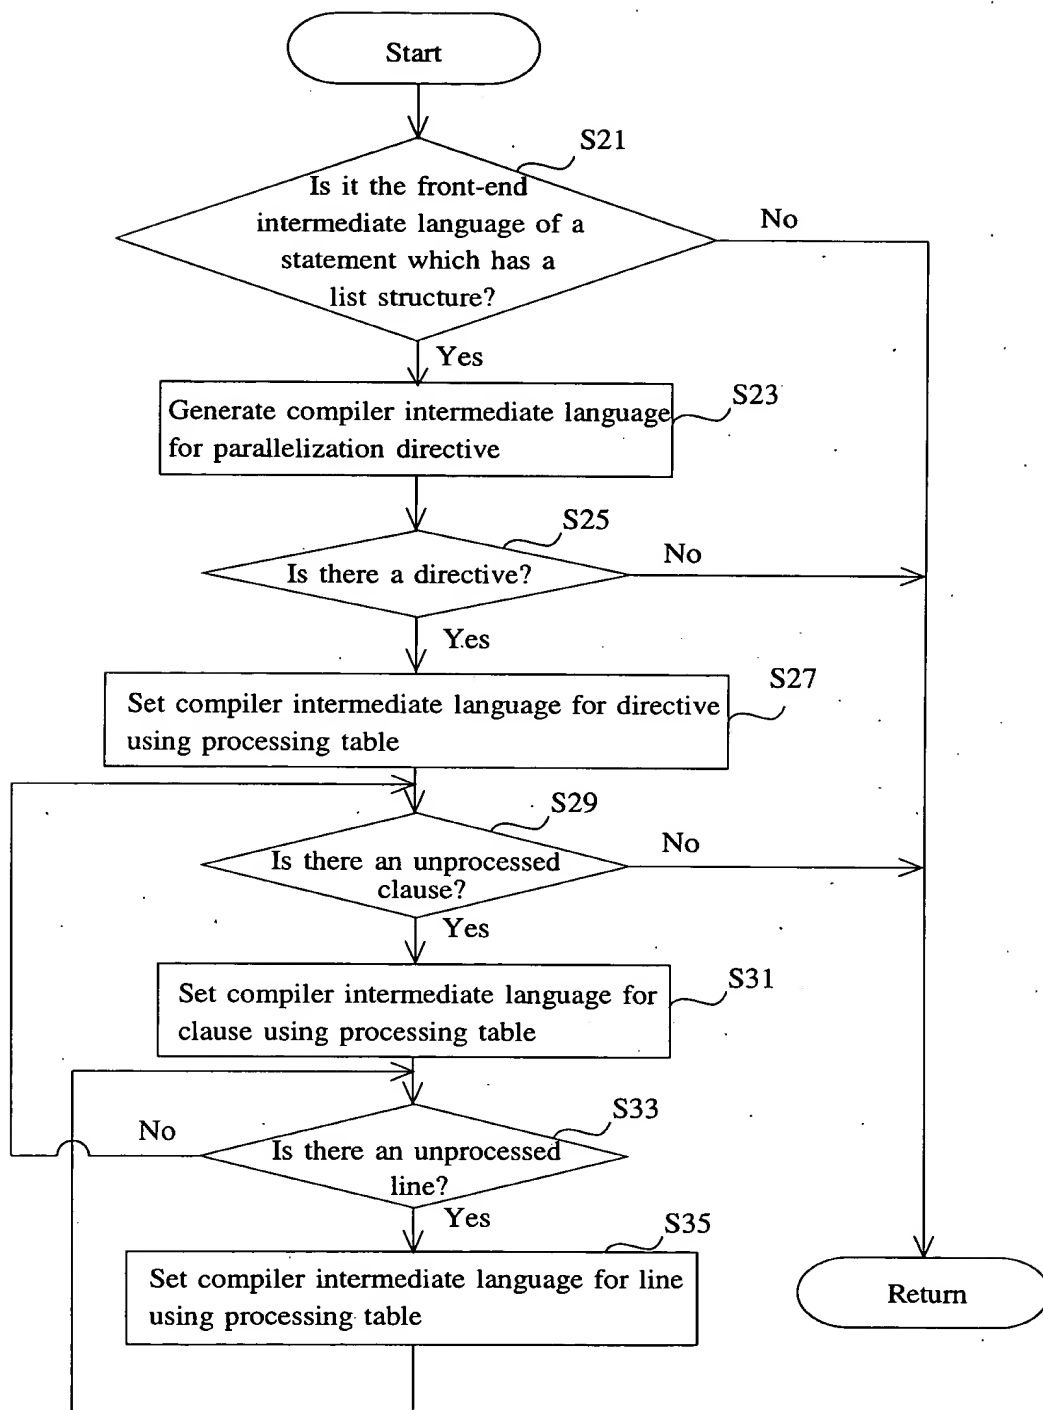 Start
S21
Is it the front-end
intermediate language of a
statement which has a
list structure?
No
Yes
S23
Generate compiler intermediate language
for parallelization directive
S25
Is there a directive?
No
Yes
S27
Set compiler intermediate language for directive
using processing table
S29
Is there an unprocessed
clause?
No
Yes
S31
Set compiler intermediate language for
clause using processing table
S33
No
Is there an unprocessed
line?
Yes
S35
Set compiler intermediate language for line
using processing table
Return